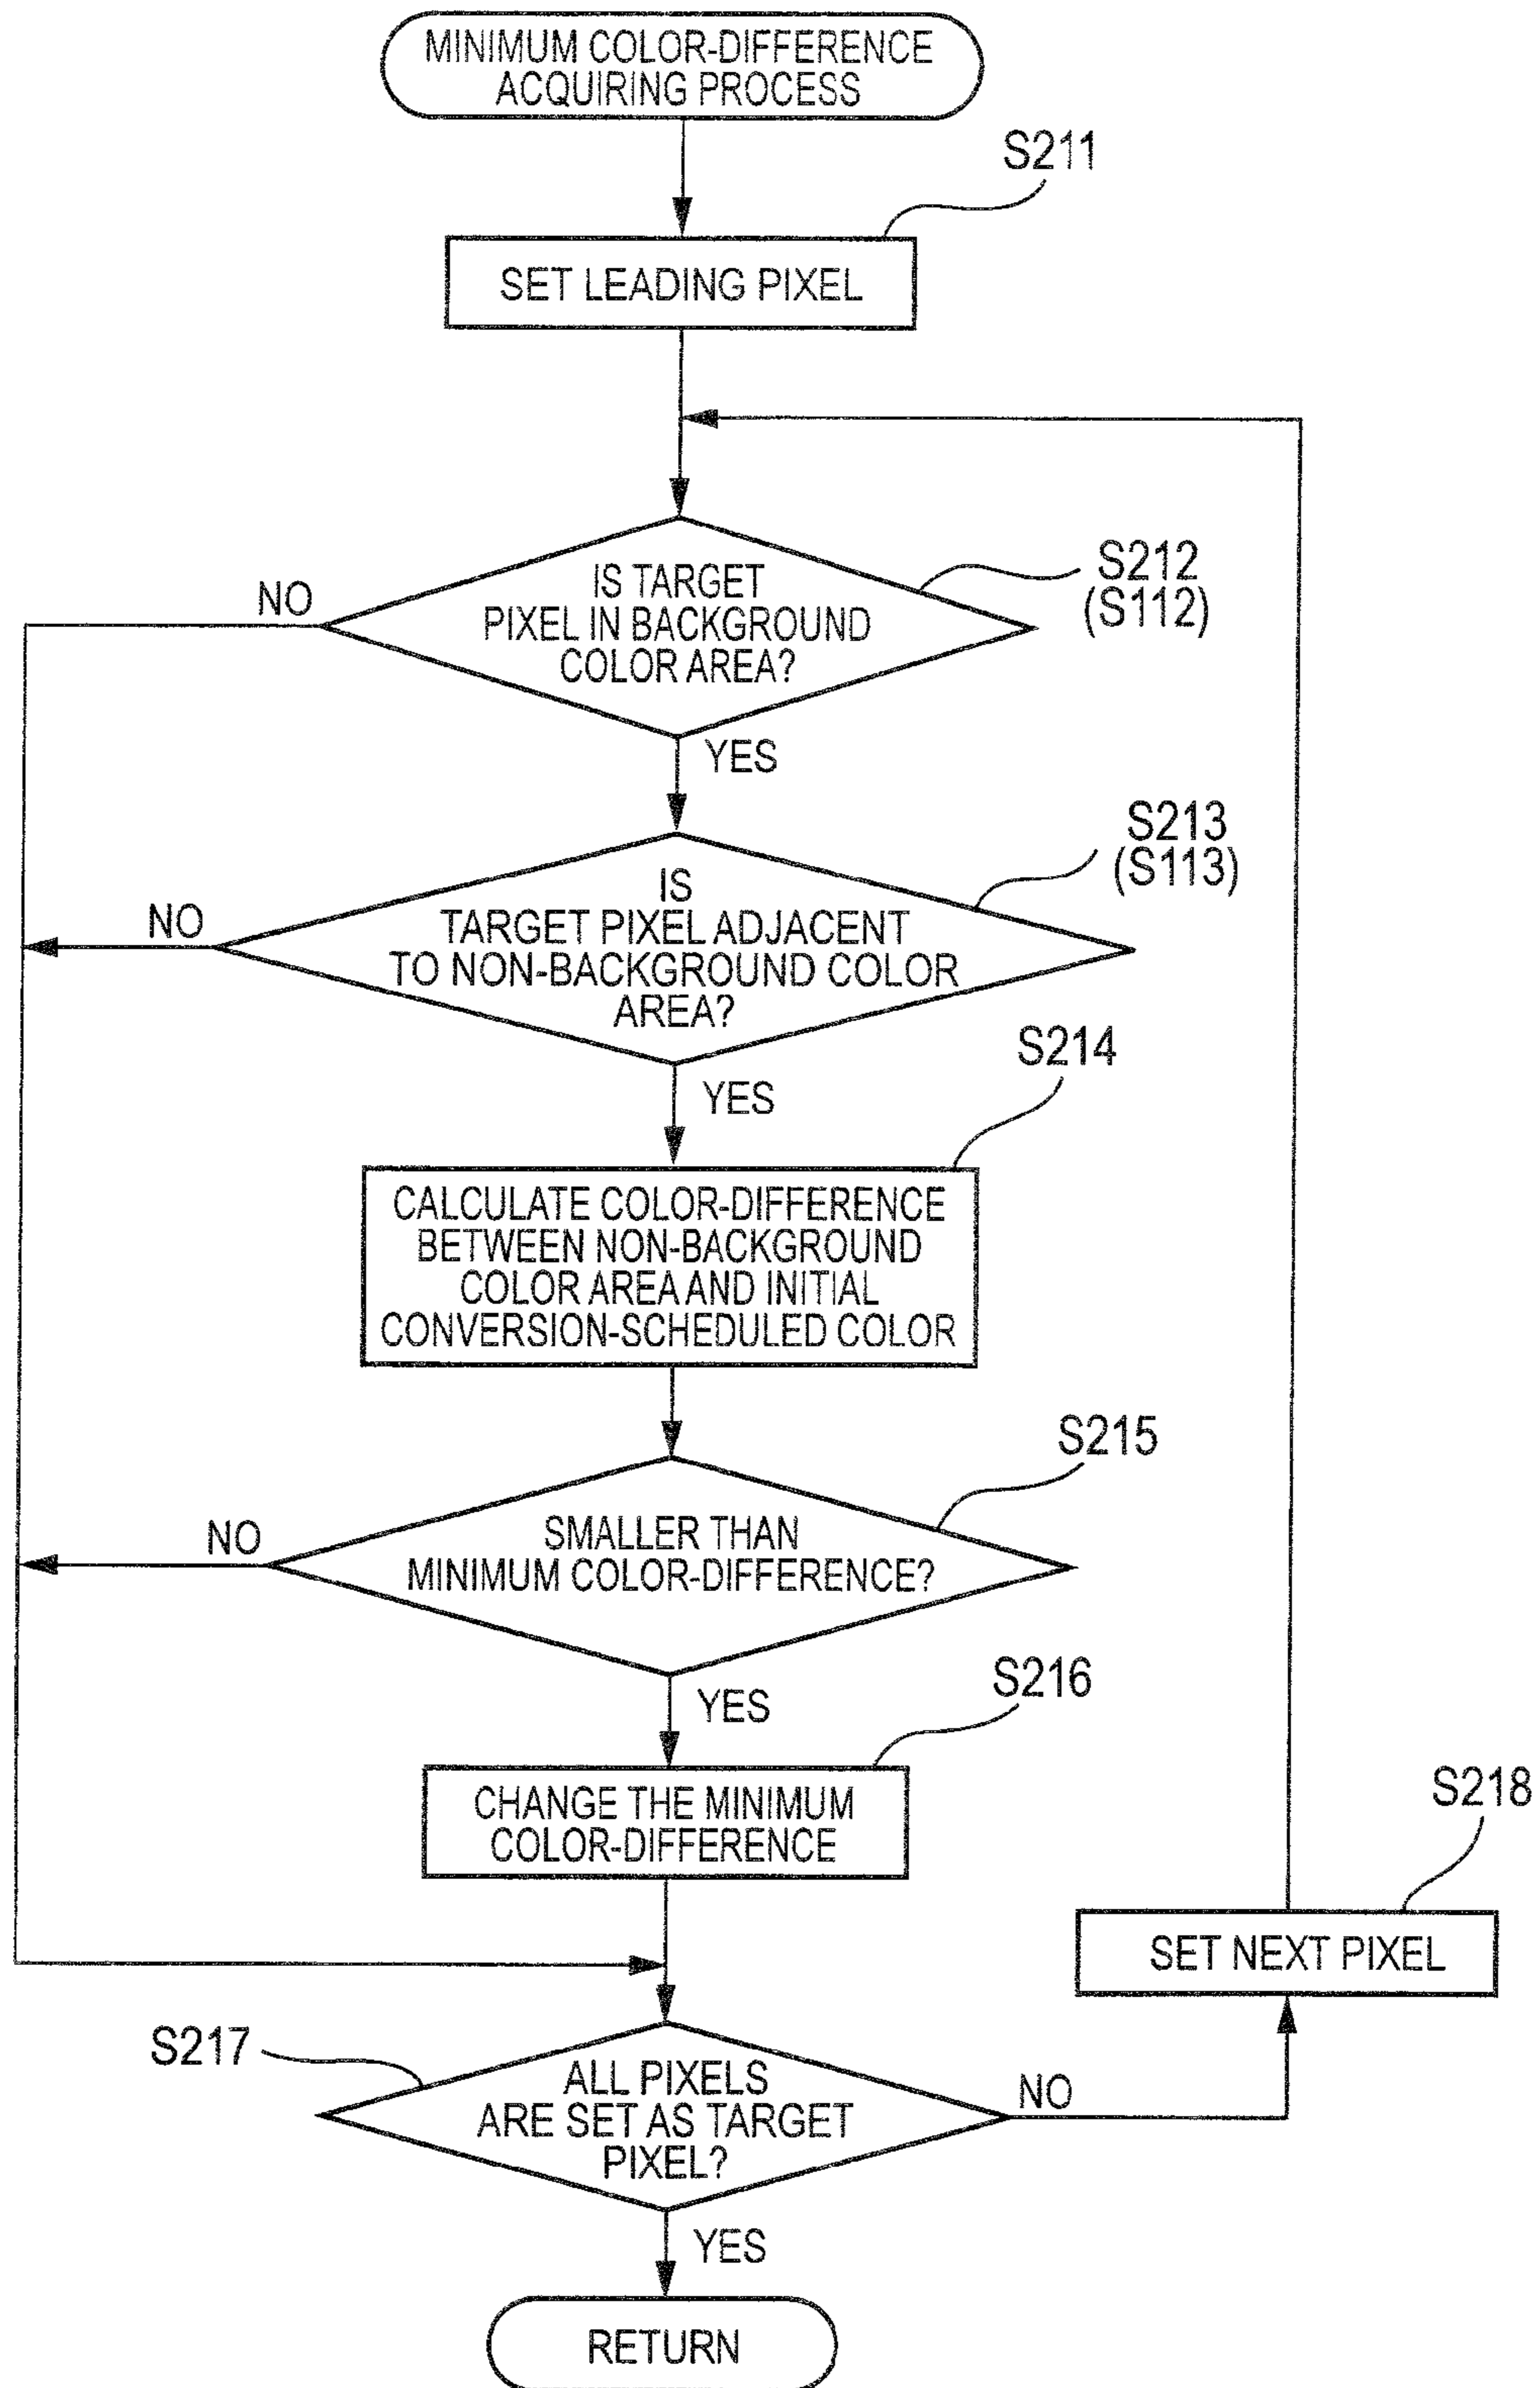 MINIMUM COLOR-DIFFERENCE
ACQUIRING PROCESS
S211
SET LEADING PIXEL
S212
(S112)
IS TARGET
PIXEL IN BACKGROUND
COLOR AREA?
NO
YES
S213
(S113)
IS
TARGET PIXEL ADJACENT
TO NON-BACKGROUND COLOR
AREA?
NO
YES
S214
CALCULATE COLOR-DIFFERENCE
BETWEEN NON-BACKGROUND
COLOR AREA AND INITIAL
CONVERSION-SCHEDULED COLOR
S215
SMALLER THAN
MINIMUM COLOR-DIFFERENCE?
NO
YES
S216
CHANGE THE MINIMUM
COLOR-DIFFERENCE
S218
SET NEXT PIXEL
S217
ALL PIXELS
ARE SET AS TARGET
PIXEL?
NO
YES
RETURN